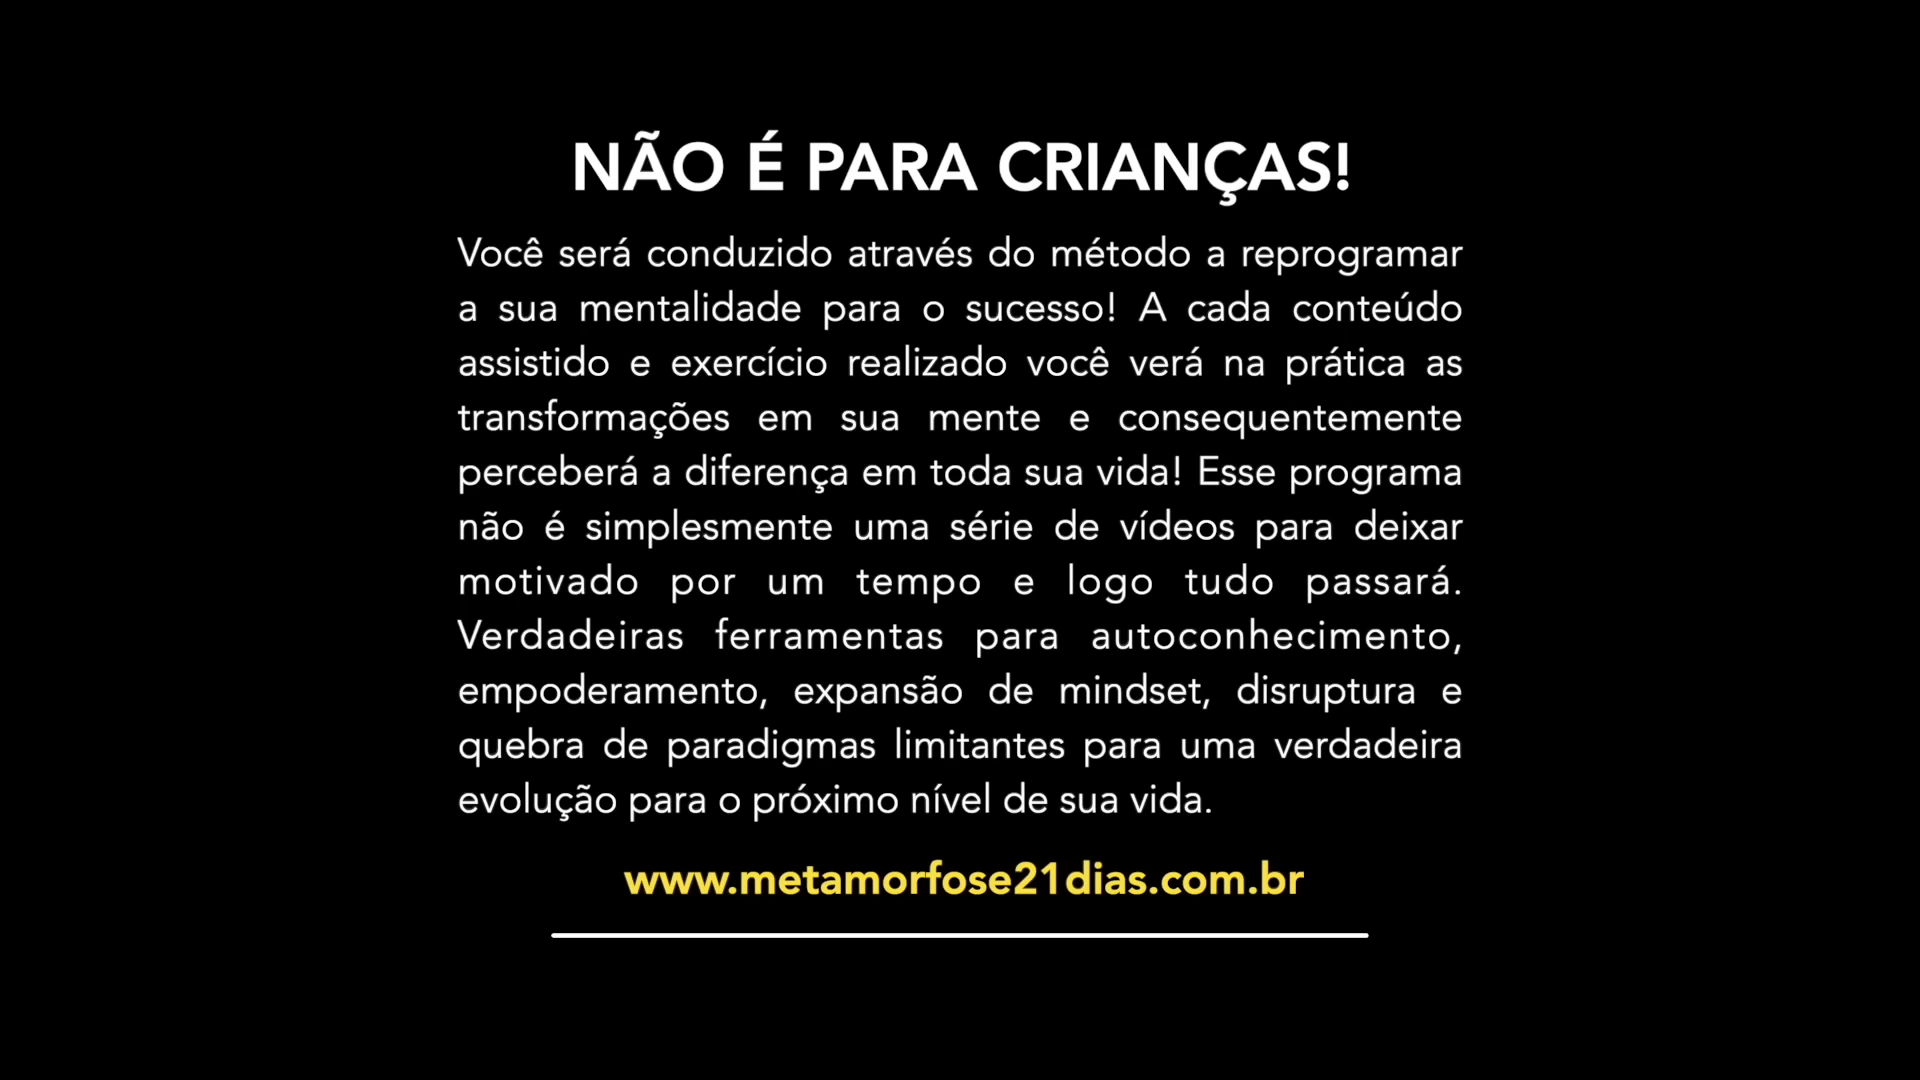 NÃO É PARA CRIANÇAS!
Você será conduzido através do método a reprogramar
a sua mentalidade para o sucesso! A cada conteúdo
assistido e exercício realizado você verá na prática as
transformações em sua mente e consequentemente
perceberá a diferença em toda sua vida! Esse programa
não é simplesmente uma série de vídeos para deixar
motivado por um tempo e logo tudo passará.
Verdadeiras ferramentas para autoconhecimento,
empoderamento, expansão de mindset, disruptura e
quebra de paradigmas limitantes para uma verdadeira
evolução para o próximo nível de sua vida.
www.metamorfose21dias.com.br